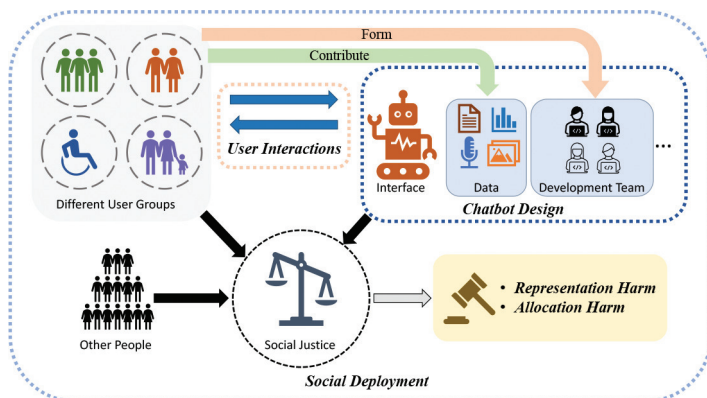 Form
Contribute
User Interactions
Interface
Data
Development Team
...
Different User Groups
Chatbot Design
Other People
Social Justice
• Representation Harm
• Allocation Harm
Social Deployment